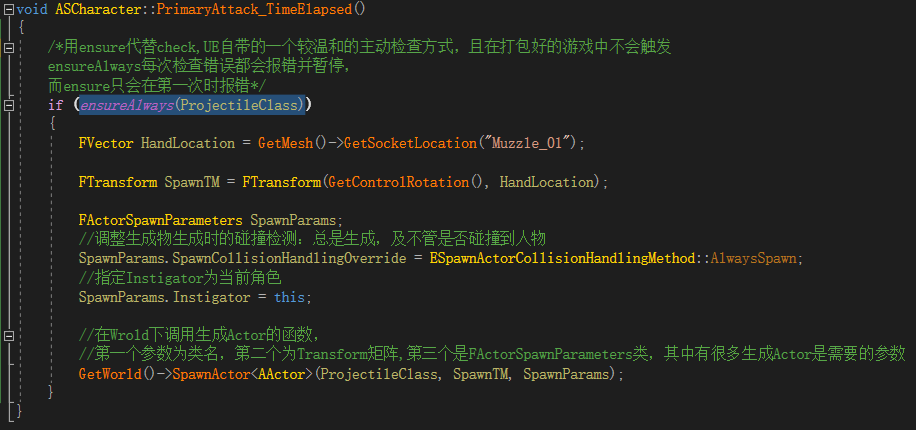 void ASCharacter::PrimaryAttack_TimeElapsed()
{
/*用ensure代替check,UE自带的一个较温和的主动检查方式，且在打包好的游戏中不会触发
ensureAlways每次检查错误都会报错并暂停，
而ensure只会在第一次时报错*/
if (ensureAlways(ProjectileClass))
{
FVector HandLocation = GetMesh()->GetSocketLocation("Muzzle_01");
FTransform SpawnTM = FTransform(GetControlRotation(), HandLocation);
FActorSpawnParameters SpawnParams;
//调整生成物生成时的碰撞检测：总是生成，及不管是否碰撞到人物
SpawnParams.SpawnCollisionHandlingOverride = ESpawnActorCollisionHandlingMethod::AlwaysSpawn;
//指定Instigator为当前角色
SpawnParams.Instigator = this;
//在Wrold下调用生成Actor的函数，
//第一个参数为类名，第二个为Transform矩阵,第三个是FActorSpawnParameters类，其中有很多生成Actor是需要的参数
GetWorld()->SpawnActor<AActor>(ProjectileClass, SpawnTM, SpawnParams);
}
}